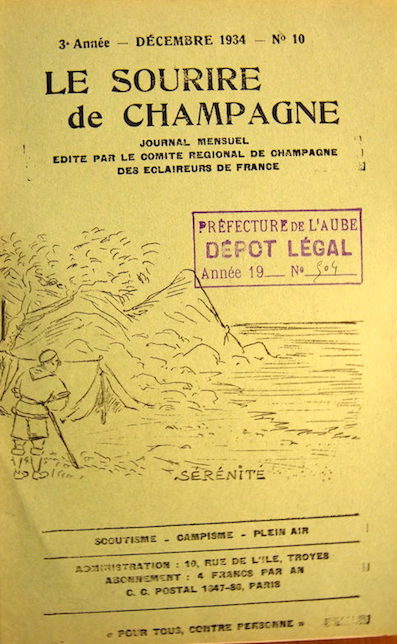 3e Année — DÉCEMBRE 1934 — No 10
LE SOURIRE
de CHAMPAGNE
JOURNAL MENSUEL
EDITE PAR LE COMITE REGIONAL DE CHAMPAGNE
DES ECLAIREURS DE FRANCE
PRÉFECTURE DE L'AUBE
DÉPOT LÉGAL
Année 19__ No 504
SÉRÉNITÉ
SCOUTISME - CAMPISME - PLEIN AIR
ADMINISTRATION : 10, RUE DE L'ILE, TROYES
ABONNEMENT : 4 FRANCS PAR AN
C. C. POSTAL 1547-86, PARIS
« POUR TOUS, CONTRE PERSONNE »